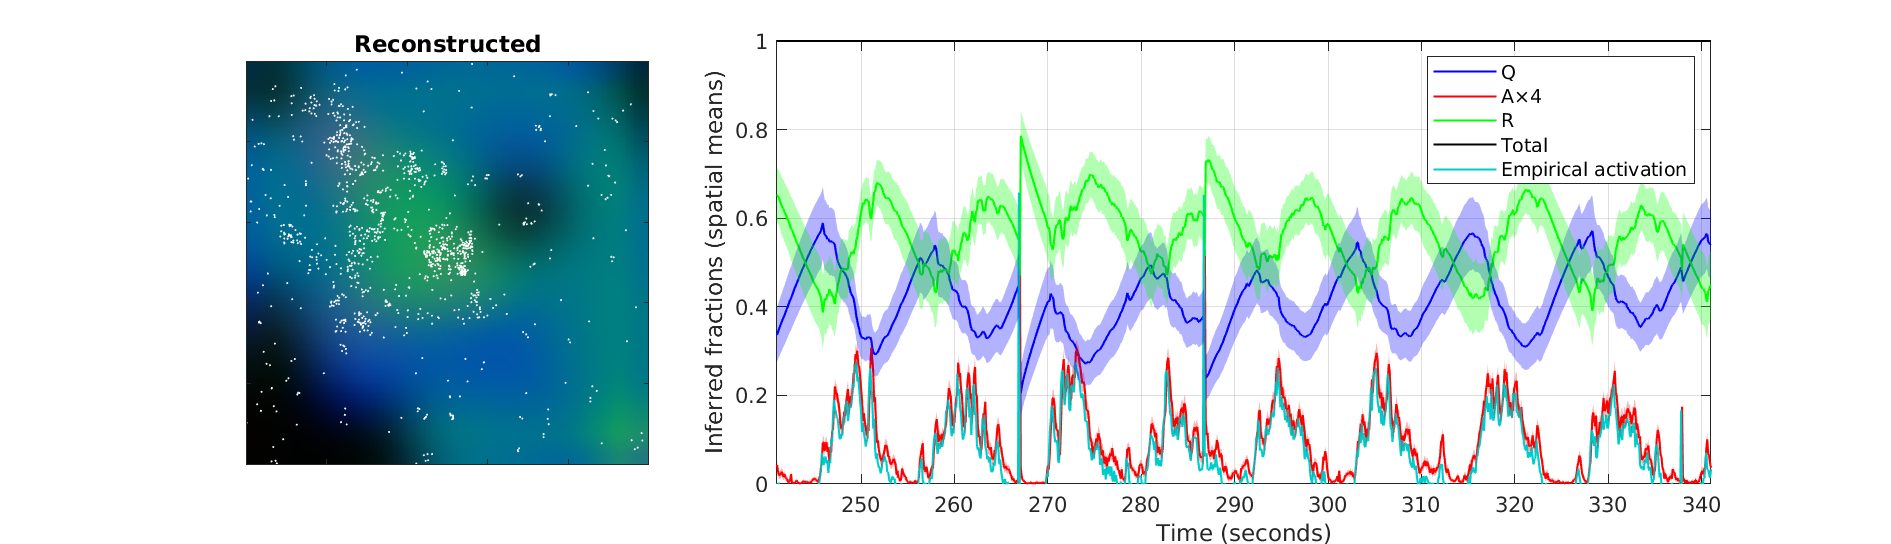 Reconstructed
Inferred fractions (spatial means)
1
0.8
0.6
0.4
0.2
0
Q
A×4
R
Total
Empirical activation
250 260 270 280 290 300 310 320 330 340
Time (seconds)